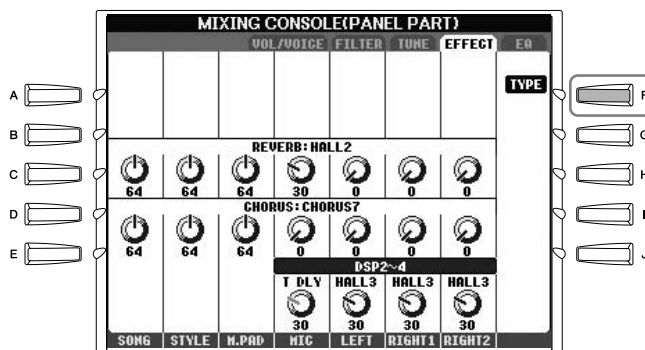 MIXING CONSOLE(PANEL PART)
VOL/VOICE FILTER TUNE EFFECT EQ
A
TYPE
B
REVERB:HALL2
C
H
64 64 64 30 0 0 0
CHORUS:CHORUS7
D
E
64 64 64 0 0 0 0
DSP2~4
T DLY HALL3 HALL3 HALL3
30 30 30 30
SONG STYLE M.PAD MIC LEFT RIGHT1 RIGHT2